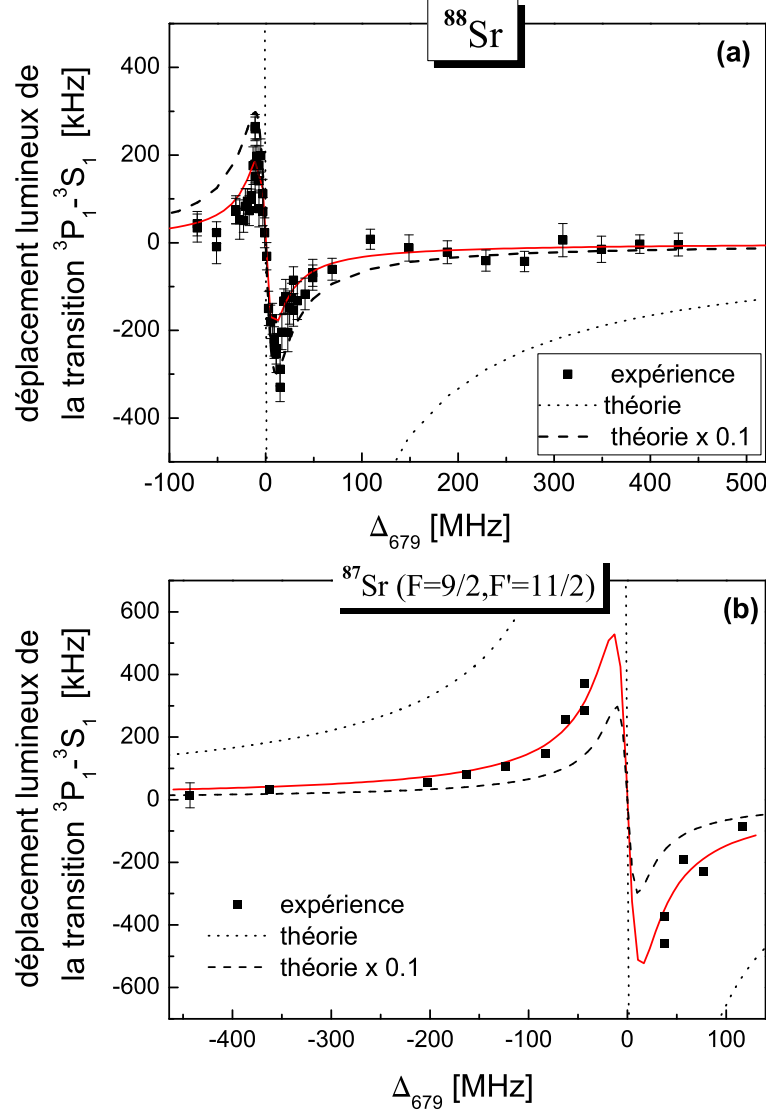 ⁸⁸Sr
(a)
déplacement lumineux de
la transition ³P₁-³S₁ [kHz]
400
200
0
-200
-400
expérience
théorie
théorie x 0.1
-100 0 100 200 300 400 500
Δ₆₇₉ [MHz]
⁸⁷Sr (F=9/2,F'=11/2)
(b)
déplacement lumineux de
la transition ³P₁-³S₁ [kHz]
600
400
200
0
-200
-400
-600
expérience
théorie
théorie x 0.1
-400 -300 -200 -100 0 100
Δ₆₇₉ [MHz]